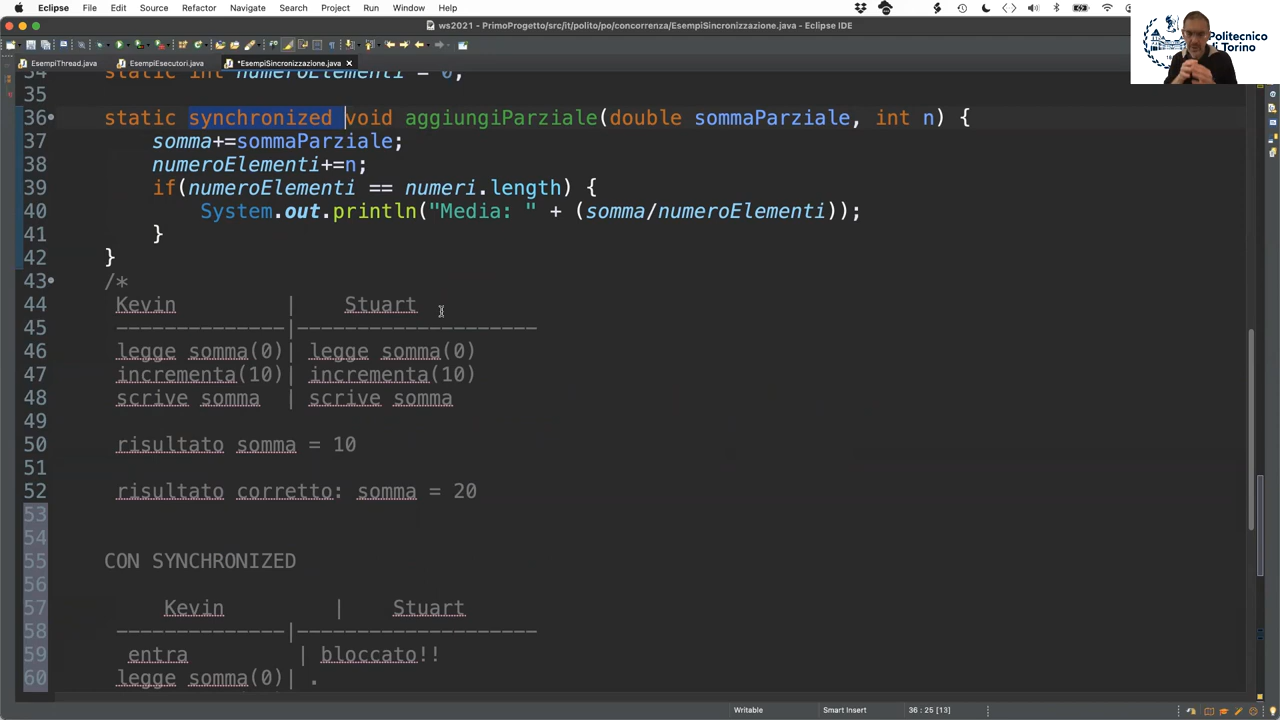 Eclipse File Edit Source Refactor Navigate Search Project Run Window Help
ws2021 - PrimoProgetto/src/it/polito/po/concorrenza/EsempiSincronizzazione.java - Eclipse IDE
Politecnico
di Torino
EsempiThread.java EsempiEsecutori.java *EsempiSincronizzazione.java
34 static int numeroElementi = 0;
35
36 static synchronized void aggiungiParziale(double sommaParziale, int n) {
37 somma+=sommaParziale;
38 numeroElementi+=n;
39 if(numeroElementi == numeri.length) {
40 System.out.println("Media: " + (somma/numeroElementi));
41 }
42 }
43 /*
44 Kevin | Stuart
45 --------------|--------------------
46 legge somma(0)| legge somma(0)
47 incrementa(10)| incrementa(10)
48 scrive somma | scrive somma
49
50 risultato somma = 10
51
52 risultato corretto: somma = 20
53
54
55 CON SYNCHRONIZED
56
57 Kevin | Stuart
58 --------------|--------------------
59 entra | bloccato!!
60 legge somma(0)| .
Writable Smart Insert 36 : 25 [13]